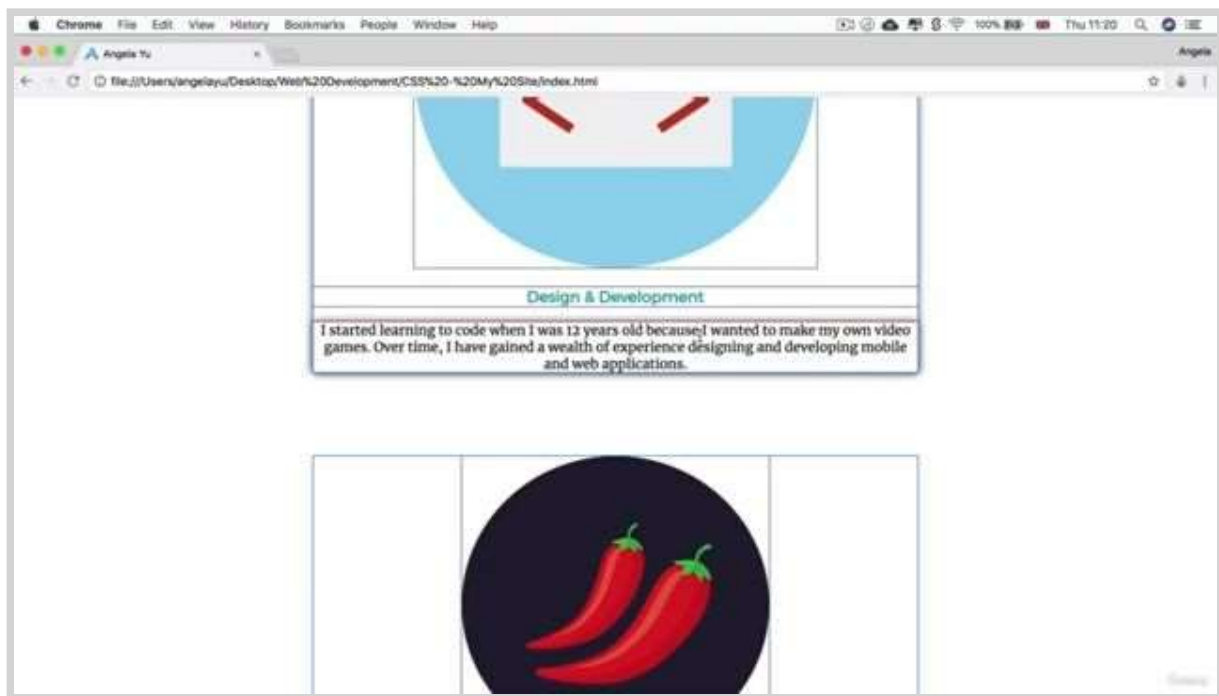 Chrome File Edit View History Bookmarks People Window Help 100% Thu 11:20
Angela Yu Angela
file:///Users/angelayu/Desktop/Web%20Development/CSS%20-%20My%20Site/index.html
Design & Development
I started learning to code when I was 12 years old because I wanted to make my own video
games. Over time, I have gained a wealth of experience designing and developing mobile
and web applications.